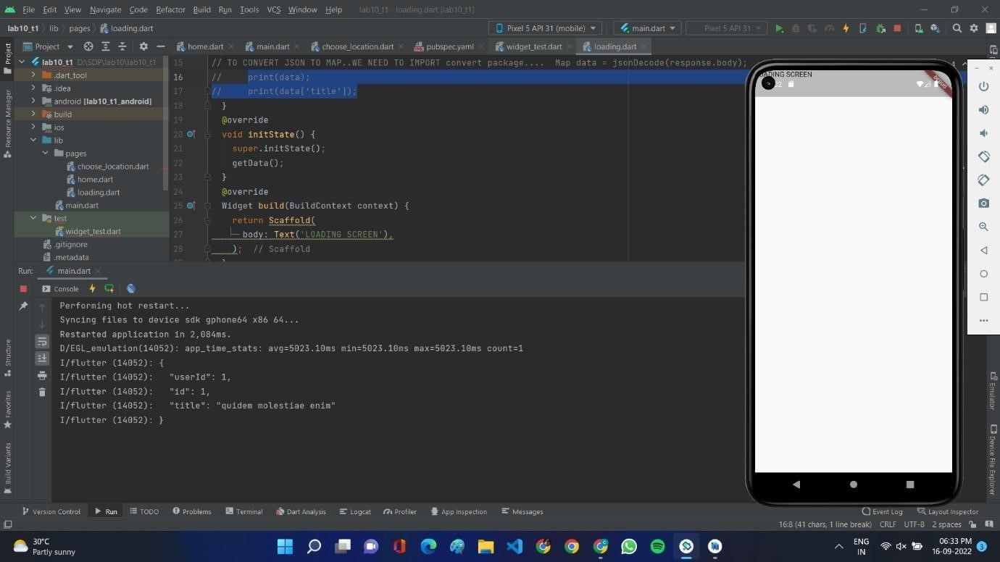 File Edit View Navigate Code Refactor Build Run Tools VCS Window Help lab10_t1 - loading.dart [lab10_t1]
lab10_t1 lib pages loading.dart Pixel 5 API 31 (mobile) main.dart Pixel 5 API 31
Project home.dart main.dart choose_location.dart pubspec.yaml widget_test.dart loading.dart
lab10_t1 D:\SDP\lab10\lab10_t1
.dart_tool
.idea
android [lab10_t1_android]
build
ios
lib
pages
choose_location.dart
home.dart
loading.dart
main.dart
test
widget_test.dart
.gitignore
.metadata
15 // TO CONVERT JSON TO MAP..WE NEED TO IMPORT convert package.... Map data = jsonDecode(response.body);
16 // print(data);
17 // print(data['title']);
18 }
19 @override
20 void initState() {
21 super.initState();
22 getData();
23 }
24 @override
25 Widget build(BuildContext context) {
26 return Scaffold(
27 body: Text('LOADING SCREEN'),
28 ); // Scaffold
Run: main.dart
Console
Performing hot restart...
Syncing files to device sdk gphone64 x86 64...
Restarted application in 2,084ms.
D/EGL_emulation(14052): app_time_stats: avg=5023.10ms min=5023.10ms max=5023.10ms count=1
I/flutter (14052): {
I/flutter (14052):   "userId": 1,
I/flutter (14052):   "id": 1,
I/flutter (14052):   "title": "quidem molestiae enim"
I/flutter (14052): }
Project
Resource Manager
Structure
Favorites
Build Variants
OADING SCREEN
DEBUG
Emulator
Device File Explorer
Version Control Run TODO Problems Terminal Dart Analysis Logcat Profiler App Inspection Messages Event Log Layout Inspector
16:8 (41 chars, 1 line break) CRLF UTF-8 2 spaces
30°C
Partly sunny
ENG
IN
06:33 PM
16-09-2022
3